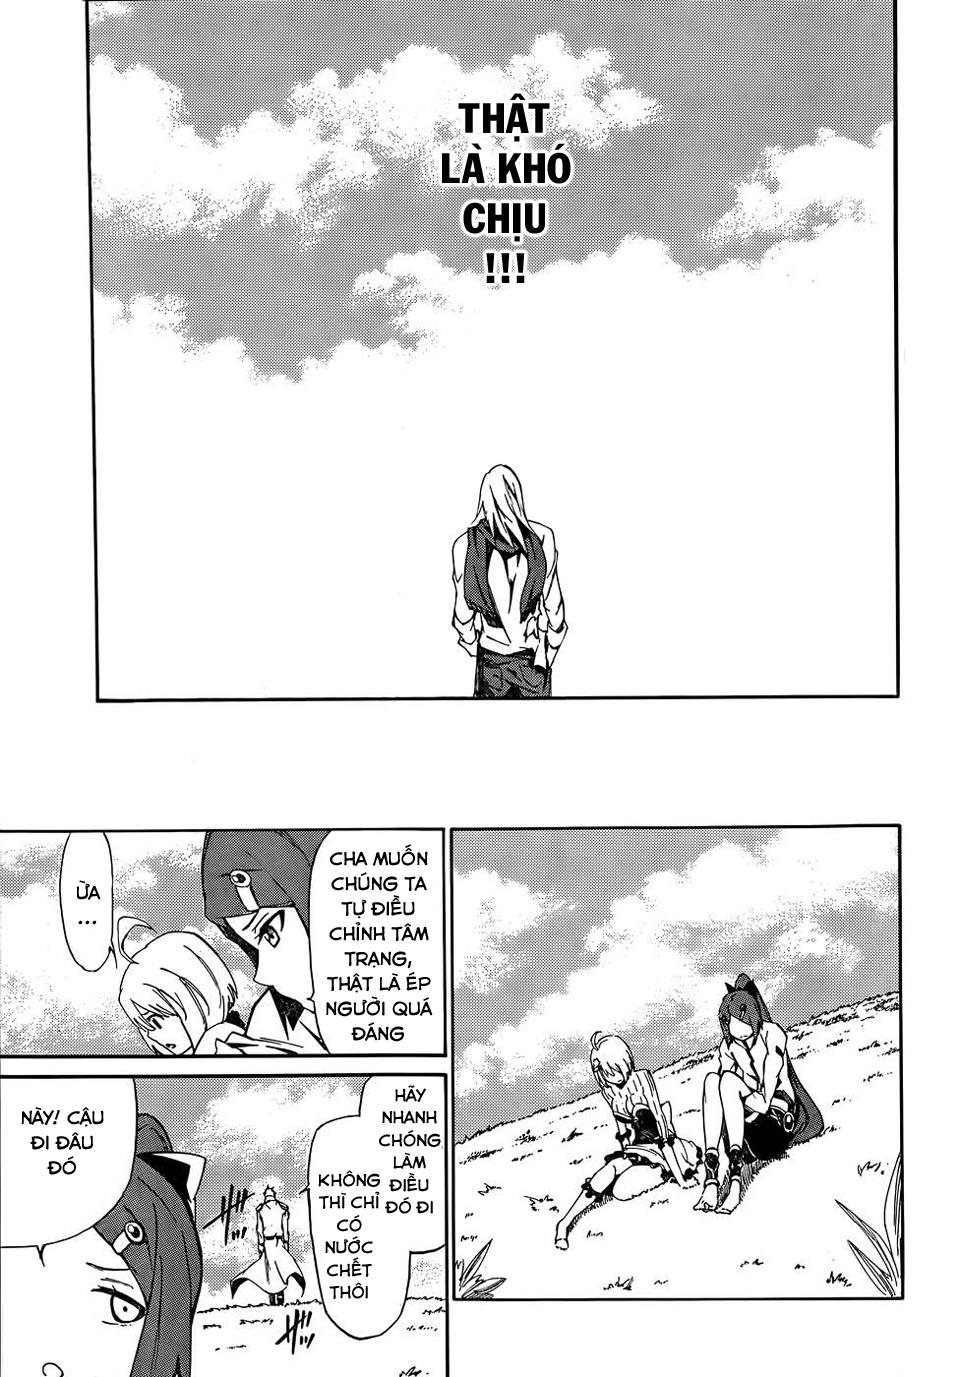 THẬT
LÀ KHÓ
CHỊU
!!!
CHA MUỐN
CHÚNG TA
TỰ ĐIỀU
CHỈNH TÂM
TRẠNG,
THẬT LÀ ÉP
NGƯỜI QUÁ
ĐÁNG
ỪA
...
HÃY
NHANH
CHÓNG
LÀM
ĐIỀU
ĐÓ ĐI
KHÔNG
THÌ CHỈ
CÓ
NƯỚC
CHẾT
THÔI
NÀY! CẬU
ĐI ĐÂU
ĐÓ